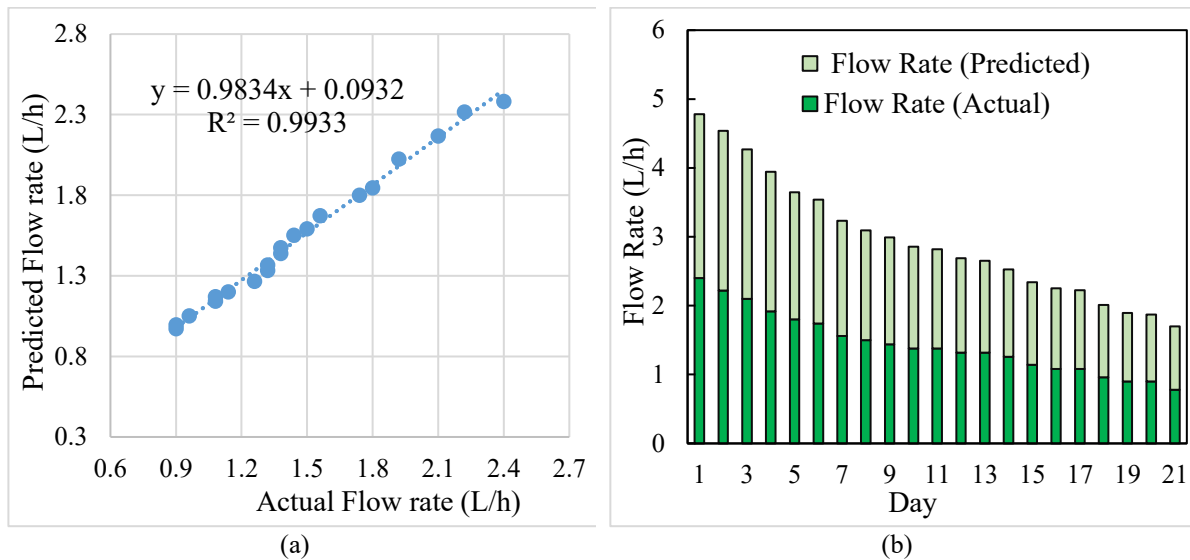 2.8
2.3
1.8
1.3
0.8
0.3
Predicted Flow rate (L/h)
y = 0.9834x + 0.0932
R² = 0.9933
0.6 0.9 1.2 1.5 1.8 2.1 2.4 2.7
Actual Flow rate (L/h)
(a)
6
5
4
3
2
1
0
Flow Rate (L/h)
Flow Rate (Predicted)
Flow Rate (Actual)
1 3 5 7 9 11 13 15 17 19 21
Day
(b)